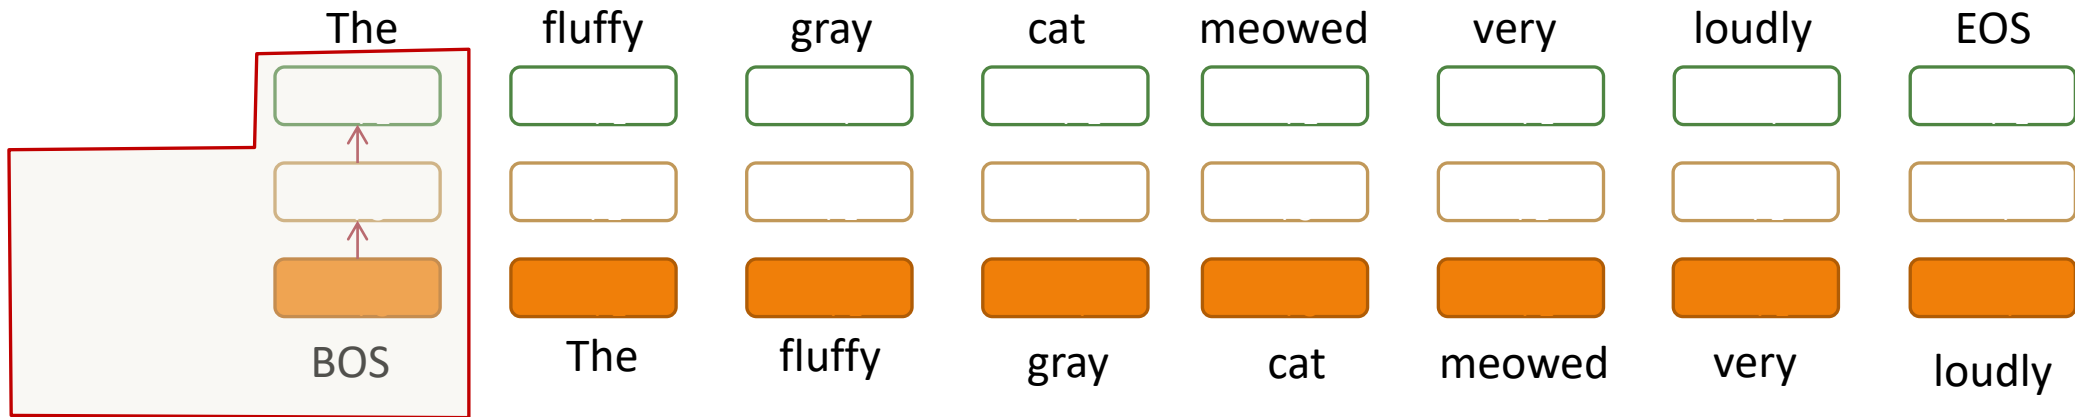 The fluffy gray cat meowed very loudly EOS
BOS The fluffy gray cat meowed very loudly